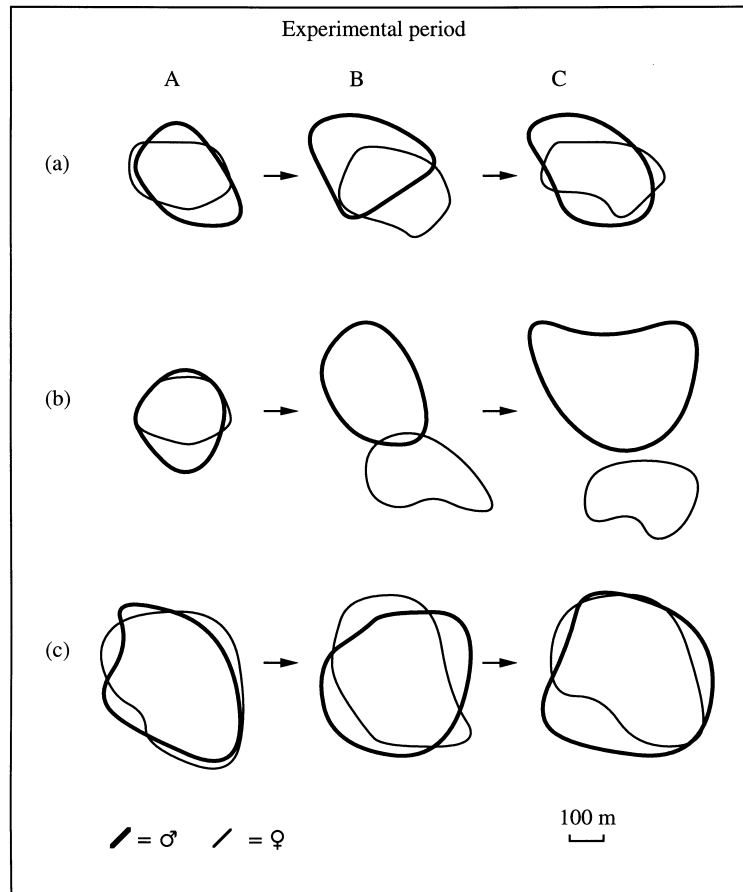 Experimental period
A B C
(a)
(b)
(c)
100 m
= ♂ = ♀